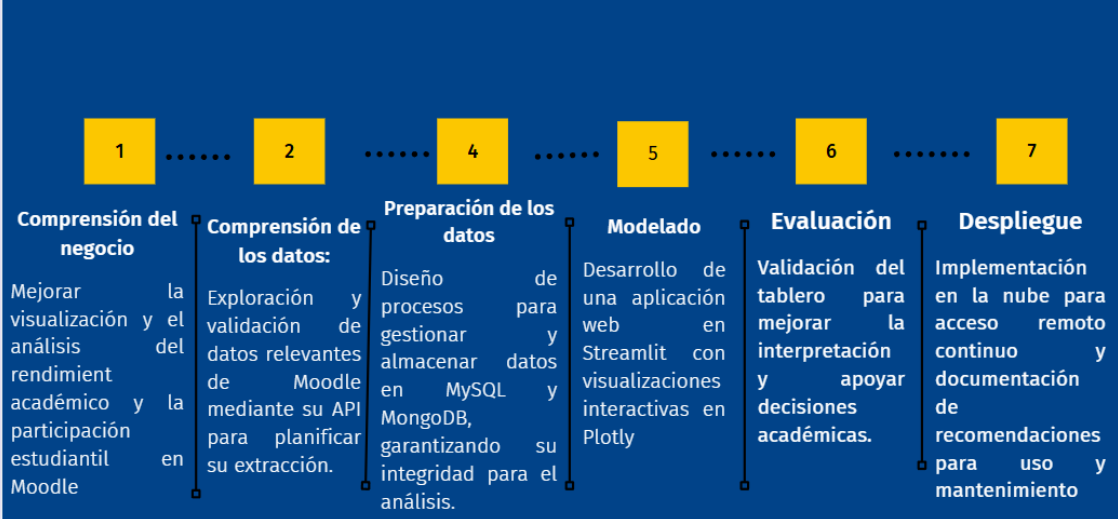 1
Comprensión del
negocio
Mejorar la
visualización y el
análisis del
rendimient
académico y la
participación
estudiantil en
Moodle
2
Comprensión de
los datos:
Exploración y
validación de
datos relevantes
de Moodle
mediante su API
para planificar
su extracción.
4
Preparación de los
datos
Diseño de
procesos para
gestionar y
almacenar datos
en MySQL y
MongoDB,
garantizando su
integridad para el
análisis.
5
Modelado
Desarrollo de
una aplicación
web en
Streamlit con
visualizaciones
interactivas en
Plotly
6
Evaluación
Validación del
tablero para
mejorar la
interpretación
y apoyar
decisiones
académicas.
7
Despliegue
Implementación
en la nube para
acceso remoto
continuo y
documentación
de
recomendaciones
para uso y
mantenimiento